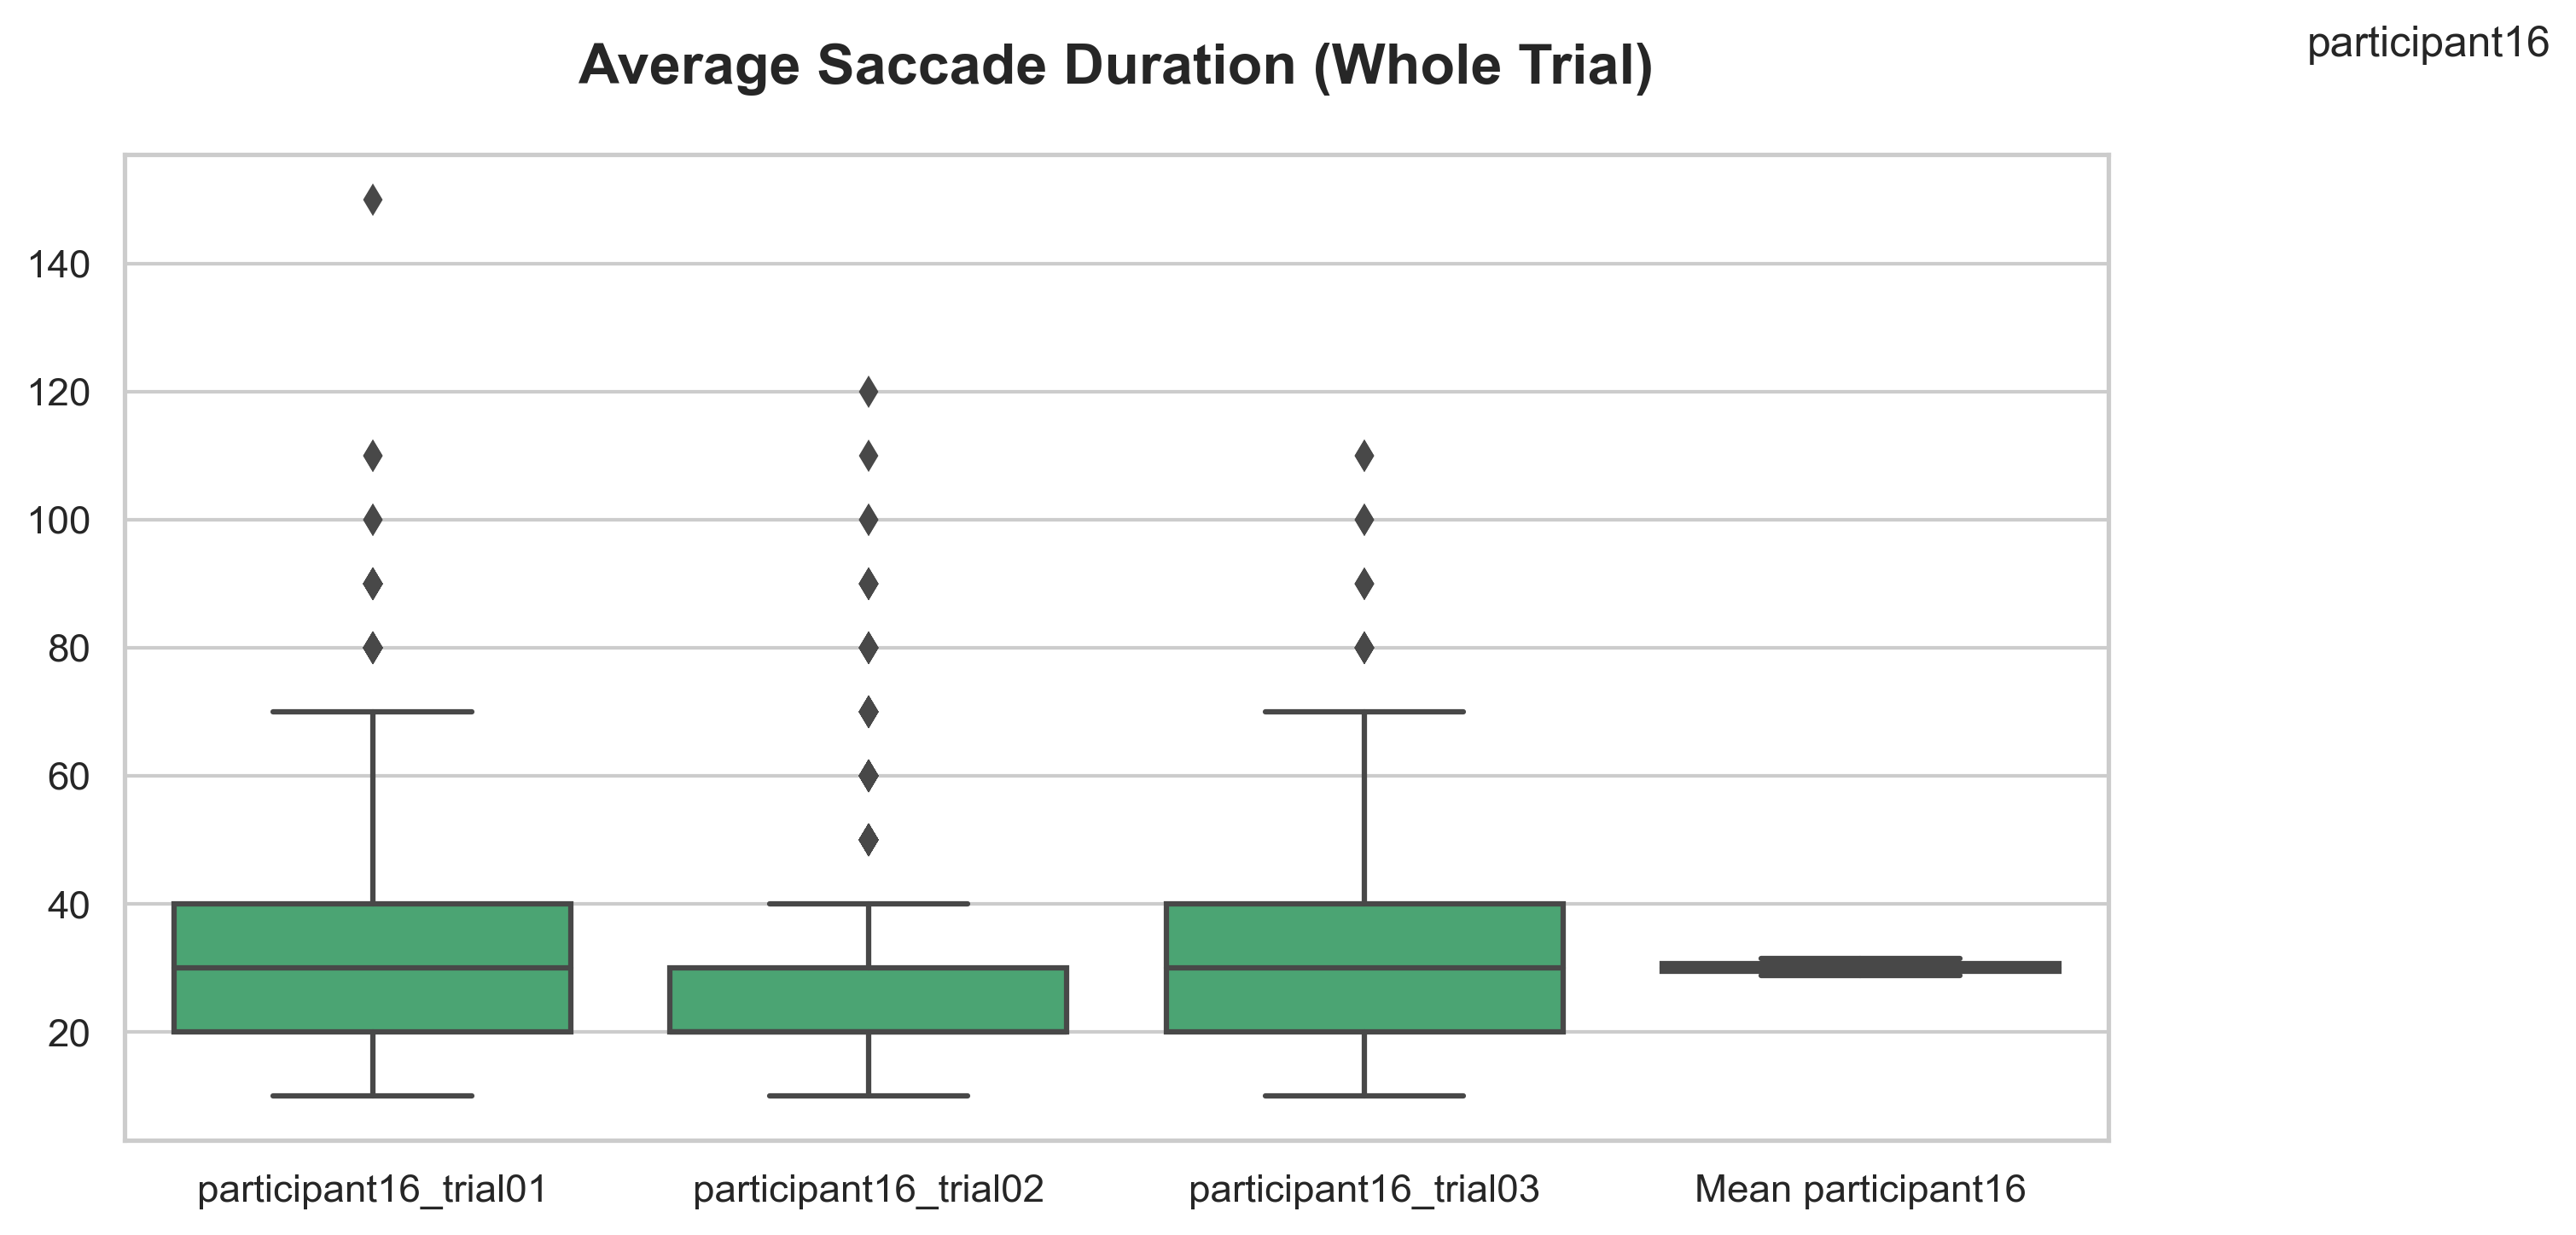 participant16
Average Saccade Duration (Whole Trial)
140
120
100
80
60
40
20
participant16_trial01
participant16_trial02
participant16_trial03
Mean participant16